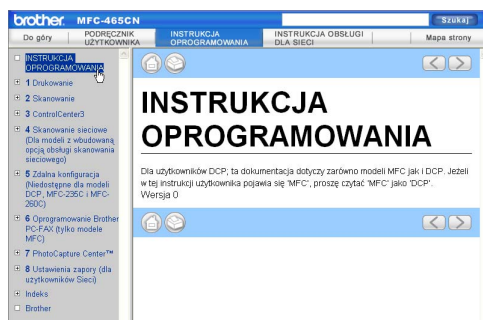 brother MFC-465CN
Szukaj
Do góry
PODRĘCZNIK
UŻYTKOWNIKA
INSTRUKCJA
OPROGRAMOWANIA
INSTRUKCJA OBSŁUGI
DLA SIECI
Mapa strony
INSTRUKCJA
OPROGRAMOWANIA
1 Drukowanie
2 Skanowanie
3 ControlCenter3
4 Skanowanie sieciowe
(Dla modeli z wbudowaną
opcją obsługi skanowania
sieciowego)
5 Zdalna konfiguracja
(Niedostępne dla modeli
DCP, MFC-235C i MFC-
260C)
6 Oprogramowanie Brother
PC-FAX (tylko modele
MFC)
7 PhotoCapture Center™
8 Ustawienia zapory (dla
użytkowników Sieci)
Indeks
Brother
INSTRUKCJA
OPROGRAMOWANIA
Dla użytkowników DCP; ta dokumentacja dotyczy zarówno modeli MFC jak i DCP. Jeżeli
w tej instrukcji użytkownika pojawia się 'MFC', proszę czytać 'MFC' jako 'DCP'.
Wersja 0